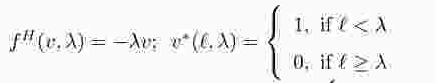 f^H(v, λ) = −λv; v*(ℓ, λ) = { 1, if ℓ < λ
0, if ℓ ≥ λ